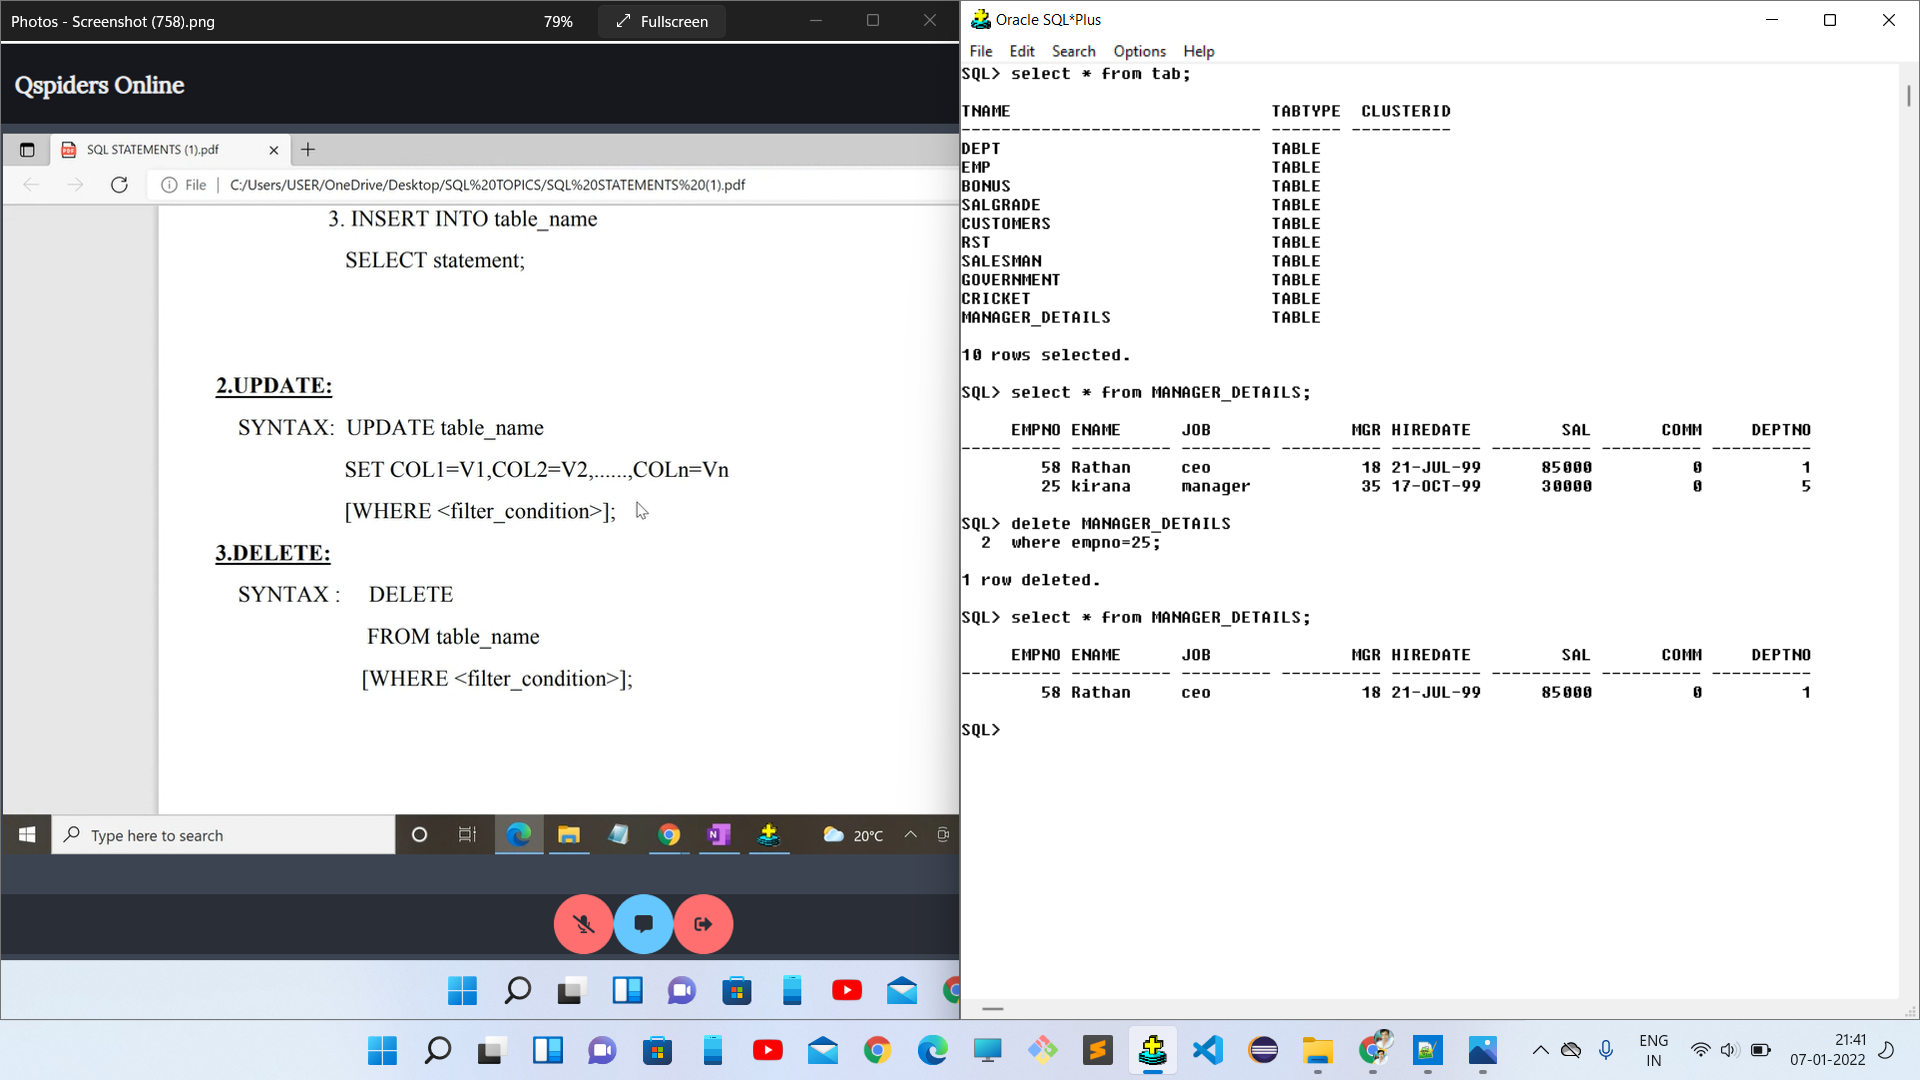 Photos - Screenshot (758).png
79%
Fullscreen
Qspiders Online
SQL STATEMENTS (1).pdf
File
C:/Users/USER/OneDrive/Desktop/SQL%20TOPICS/SQL%20STATEMENTS%20(1).pdf
3. INSERT INTO table_name
SELECT statement;
2.UPDATE:
SYNTAX: UPDATE table_name
SET COL1=V1,COL2=V2,......,COLn=Vn
[WHERE <filter_condition>];
3.DELETE:
SYNTAX : DELETE
FROM table_name
[WHERE <filter_condition>];
Type here to search
20°C
Oracle SQL*Plus
File Edit Search Options Help
SQL> select * from tab;
TNAME TABTYPE CLUSTERID
------------------------------ ------- ----------
DEPT TABLE
EMP TABLE
BONUS TABLE
SALGRADE TABLE
CUSTOMERS TABLE
RST TABLE
SALESMAN TABLE
GOVERNMENT TABLE
CRICKET TABLE
MANAGER_DETAILS TABLE
10 rows selected.
SQL> select * from MANAGER_DETAILS;
EMPNO ENAME JOB MGR HIREDATE SAL COMM DEPTNO
---------- ---------- --------- ---------- --------- ---------- ---------- ----------
58 Rathan ceo 18 21-JUL-99 85000 0 1
25 kirana manager 35 17-OCT-99 30000 0 5
SQL> delete MANAGER_DETAILS
2 where empno=25;
1 row deleted.
SQL> select * from MANAGER_DETAILS;
EMPNO ENAME JOB MGR HIREDATE SAL COMM DEPTNO
---------- ---------- --------- ---------- --------- ---------- ---------- ----------
58 Rathan ceo 18 21-JUL-99 85000 0 1
SQL>
ENG
IN
21:41
07-01-2022